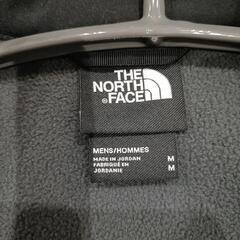 THE
NORTH
FACE
MENS/HOMMES
MADE IN JORDAN M
FABRIQUÉ EN M
JORDANIE